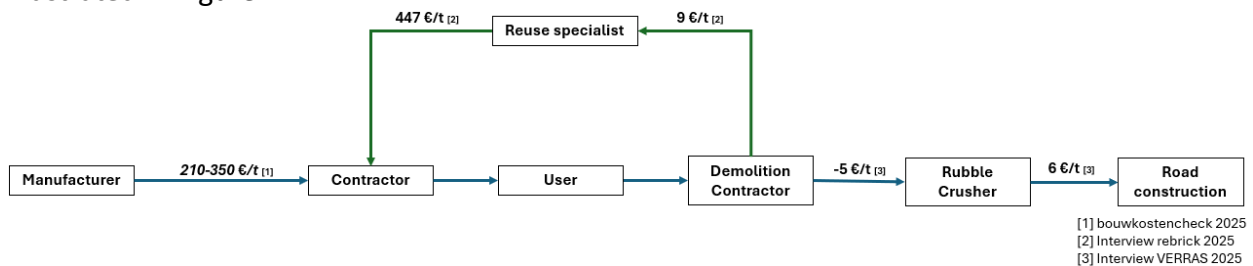 447 €/t [2]
Reuse specialist
9 €/t [2]
Manufacturer
210-350 €/t [1]
Contractor
User
Demolition
Contractor
-5 €/t [3]
Rubble
Crusher
6 €/t [3]
Road
construction
[1] bouwkostencheck 2025
[2] Interview rebrick 2025
[3] Interview VERRAS 2025